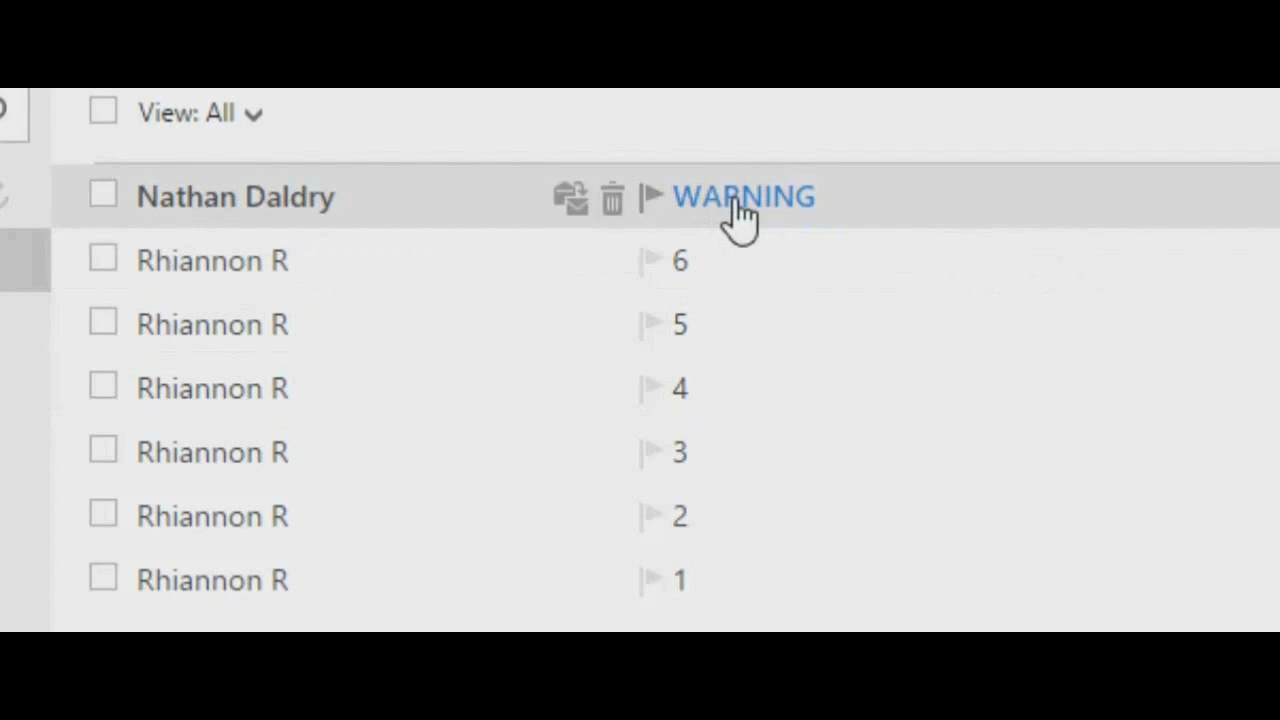 View: All
Nathan Daldry WARNING
Rhiannon R 6
Rhiannon R 5
Rhiannon R 4
Rhiannon R 3
Rhiannon R 2
Rhiannon R 1